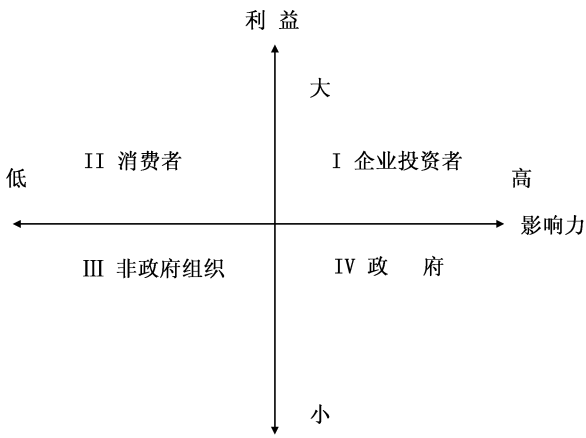 利 益
大
II 消费者
I 企业投资者
低
高
影响力
III 非政府组织
IV 政 府
小